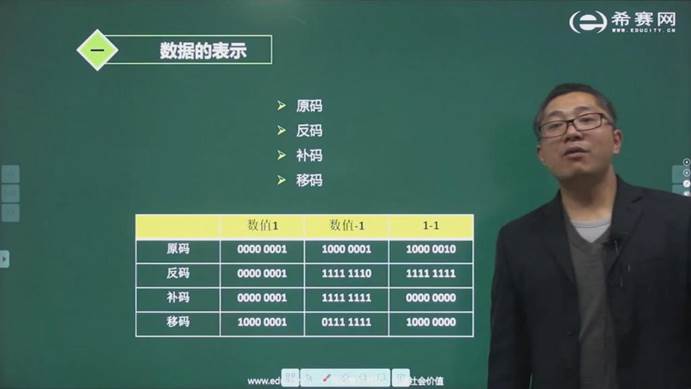 希赛网
WWW.EDUCITY.CN
一 数据的表示
➢ 原码
➢ 反码
➢ 补码
➢ 移码
数值1 数值-1 1-1
原码 0000 0001 1000 0001 1000 0010
反码 0000 0001 1111 1110 1111 1111
补码 0000 0001 1111 1111 0000 0000
移码 1000 0001 0111 1111 1000 0000
www.edu
社会价值